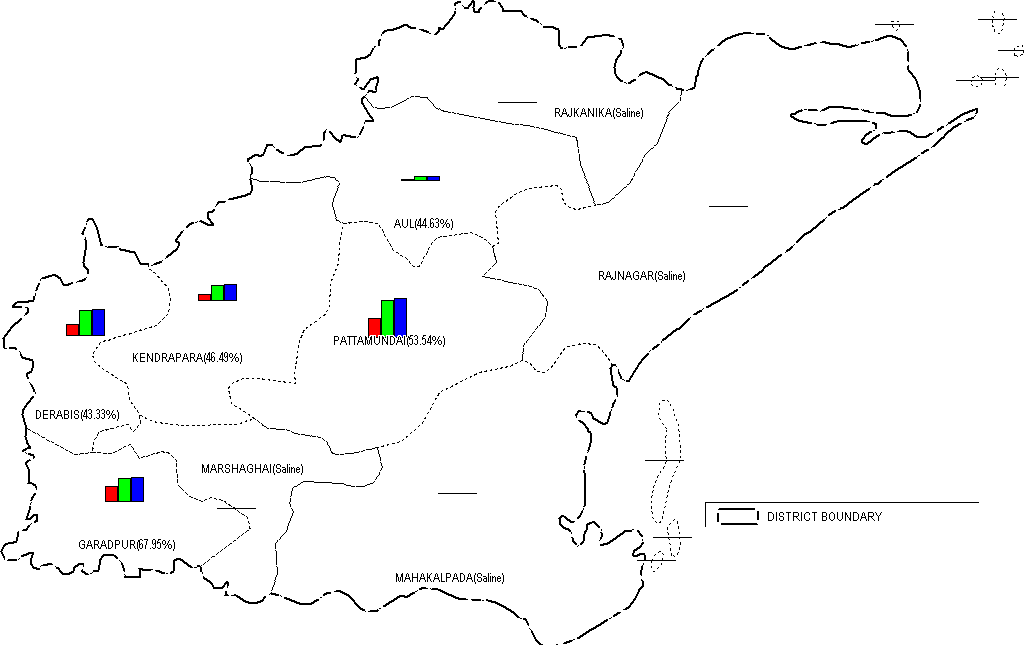 RAJKANIKA(Saline)
AUL(44.63%)
RAJNAGAR(Saline)
PATTAMUNDAI(53.54%)
KENDRAPARA(46.49%)
DERABIS(43.33%)
MARSHAGHAI(Saline)
DISTRICT BOUNDARY
GARADPUR(67.95%)
MAHAKALPADA(Saline)